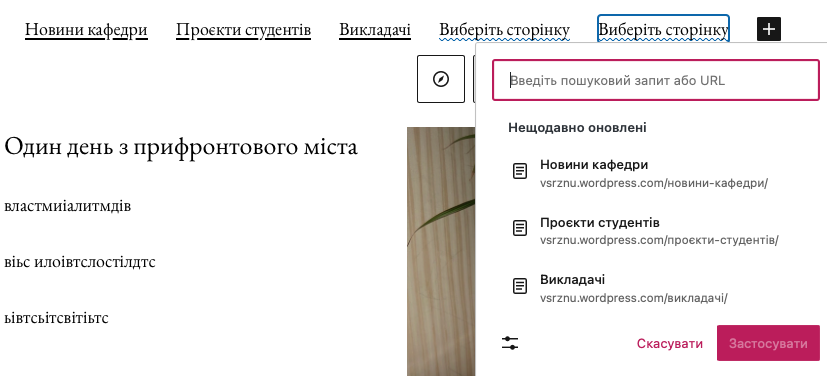 Новини кафедри Проєкти студентів Викладачі Виберіть сторінку Виберіть сторінку
Введіть пошуковий запит або URL
Нещодавно оновлені
Новини кафедри
vsrznu.wordpress.com/новини-кафедри/
Проєкти студентів
vsrznu.wordpress.com/проєкти-студентів/
Викладачі
vsrznu.wordpress.com/викладачі/
Скасувати Застосувати
Один день з прифронтового міста
властмиіалитмдів
віьс илоівтслостілдтс
ьівтсьітсвітіьтс